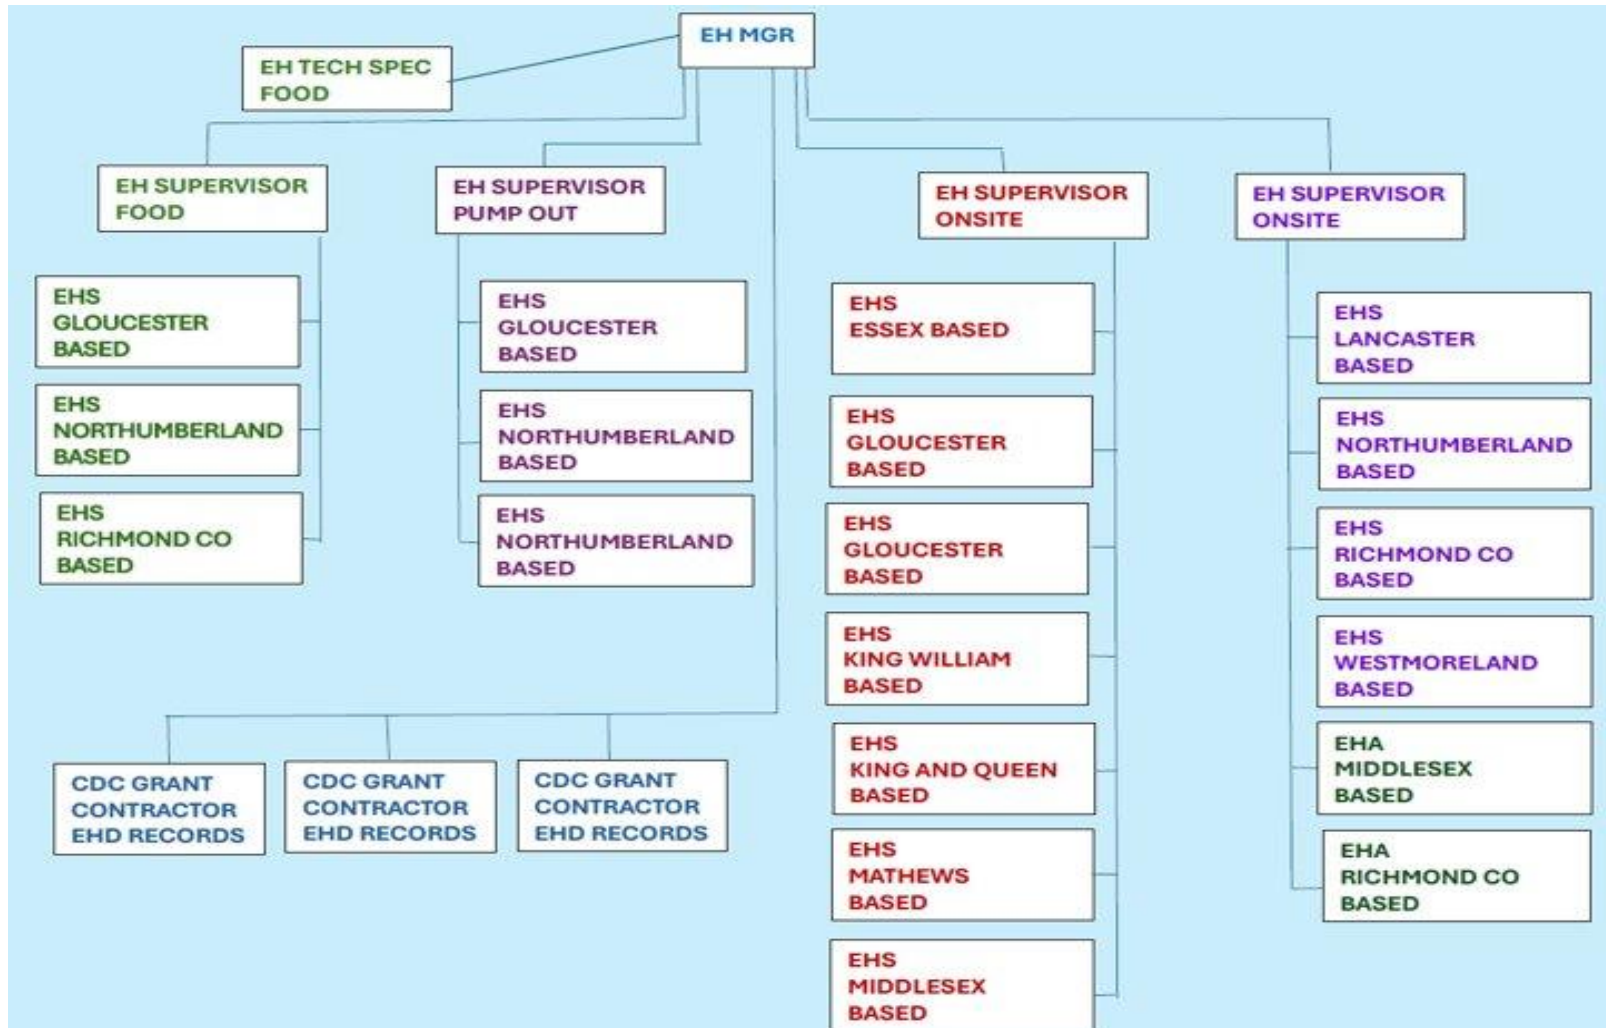 EH MGR
EH TECH SPEC
FOOD
EH SUPERVISOR
FOOD
EHS
GLOUCESTER
BASED
EHS
NORTHUMBERLAND
BASED
EHS
RICHMOND CO
BASED
EH SUPERVISOR
PUMP OUT
EHS
GLOUCESTER
BASED
EHS
NORTHUMBERLAND
BASED
EHS
NORTHUMBERLAND
BASED
CDC GRANT
CONTRACTOR
EHD RECORDS
CDC GRANT
CONTRACTOR
EHD RECORDS
CDC GRANT
CONTRACTOR
EHD RECORDS
EH SUPERVISOR
ONSITE
EHS
ESSEX BASED
EHS
GLOUCESTER
BASED
EHS
GLOUCESTER
BASED
EHS
KING WILLIAM
BASED
EHS
KING AND QUEEN
BASED
EHS
MATHEWS
BASED
EHS
MIDDLESEX
BASED
EH SUPERVISOR
ONSITE
EHS
LANCASTER
BASED
EHS
NORTHUMBERLAND
BASED
EHS
RICHMOND CO
BASED
EHS
WESTMORELAND
BASED
EHA
MIDDLESEX
BASED
EHA
RICHMOND CO
BASED